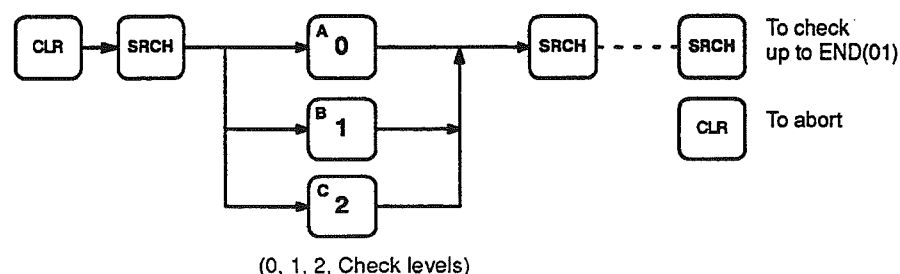 CLR
SRCH
A 0
B 1
C 2
SRCH
SRCH
To check
up to END(01)
CLR
To abort
(0, 1, 2, Check levels)